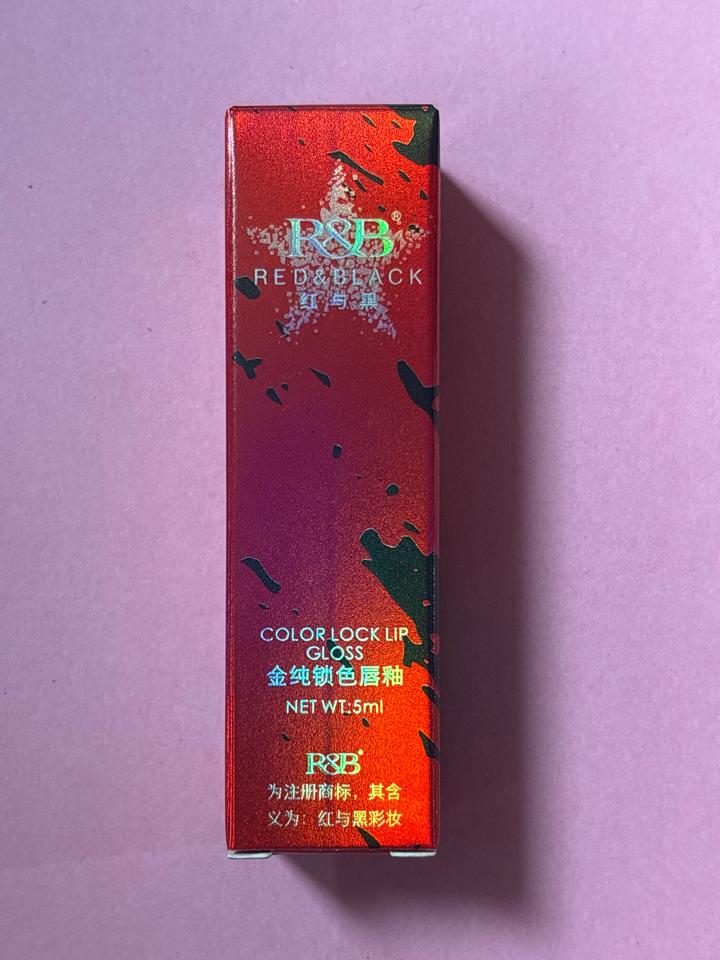 R&B®
RED&BLACK
红与黑
COLOR LOCK LIP
GLOSS
金纯锁色唇釉
NET WT:5ml
R&B®
为注册商标，其含
义为：红与黑彩妆